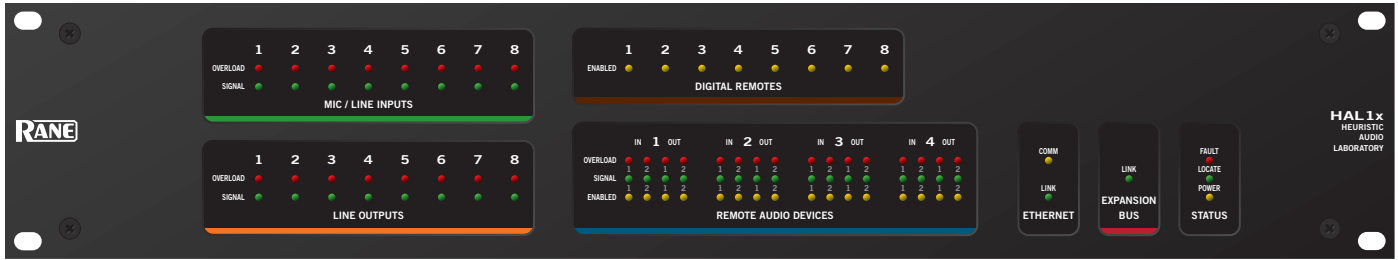 RANE
1 2 3 4 5 6 7 8
OVERLOAD
SIGNAL
MIC / LINE INPUTS
1 2 3 4 5 6 7 8
OVERLOAD
SIGNAL
LINE OUTPUTS
1 2 3 4 5 6 7 8
ENABLED
DIGITAL REMOTES
IN 1 OUT IN 2 OUT IN 3 OUT IN 4 OUT
OVERLOAD
1 2 1 2 1 2 1 2 1 2 1 2 1 2 1 2
SIGNAL
1 2 1 2 1 2 1 2 1 2 1 2 1 2 1 2
ENABLED
REMOTE AUDIO DEVICES
COMM
LINK
ETHERNET
LINK
EXPANSION
BUS
FAULT
LOCATE
POWER
STATUS
HAL1x
HEURISTIC
AUDIO
LABORATORY